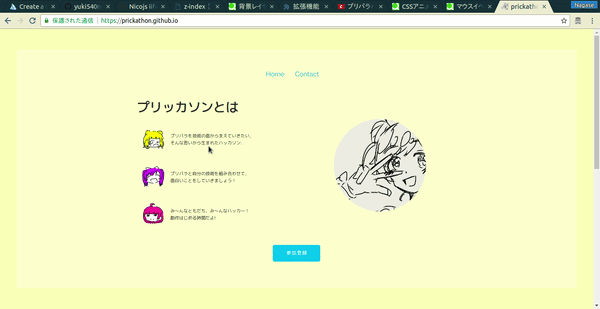 Create a
yuki540n
Nicojs lib
z-index |
背景レイヤ
拡張機能
プリパラ
CSSアニメ
マウスイベ
prickathon
Nagase
保護された通信 | https://prickathon.github.io
Home Contact
プリッカソンとは
プリパラを技術の面から支えていきたい、
そんな思いから生まれたハッカソン.
プリパラと自分の技術を組み合わせて、
面白いことをしていきましょう！
み〜んなともだち、み〜んなハッカー！
創作はじめる時間だよ!
参加登録